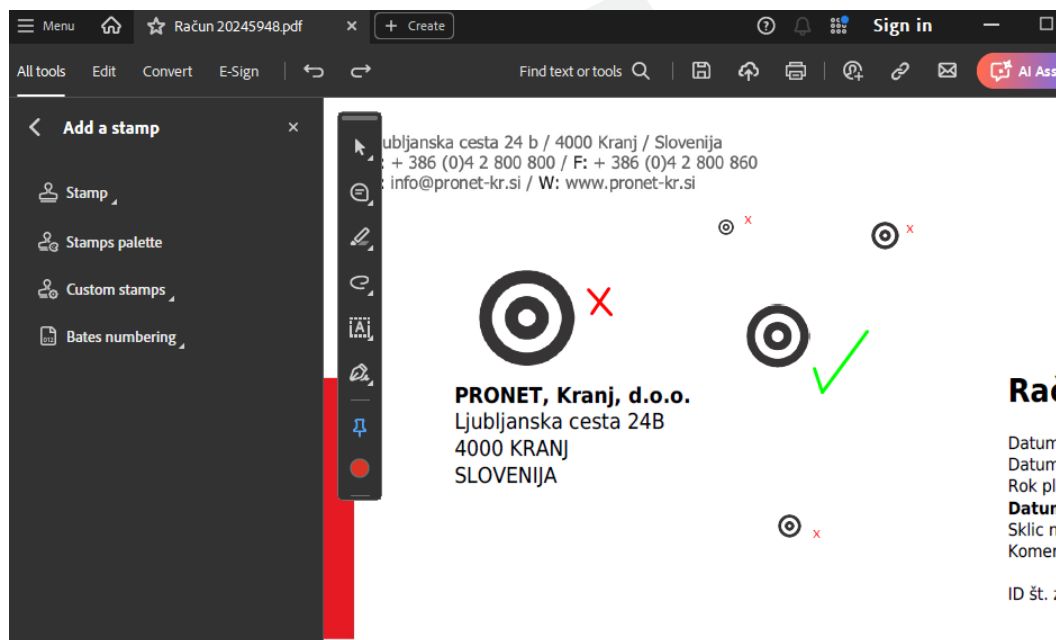 Menu
Račun 20245948.pdf
Create
Sign in
All tools Edit Convert E-Sign
Find text or tools
AI Ass
Add a stamp
Stamp
Stamps palette
Custom stamps
Bates numbering
ubljanska cesta 24 b / 4000 Kranj / Slovenija
: + 386 (0)4 2 800 800 / F: + 386 (0)4 2 800 860
: info@pronet-kr.si / W: www.pronet-kr.si
x
x
x
PRONET, Kranj, d.o.o.
Ljubljanska cesta 24B
4000 KRANJ
SLOVENIJA
x
Rač
Datum
Datum
Rok pl
Datum
Sklic n
Komen
ID št. z